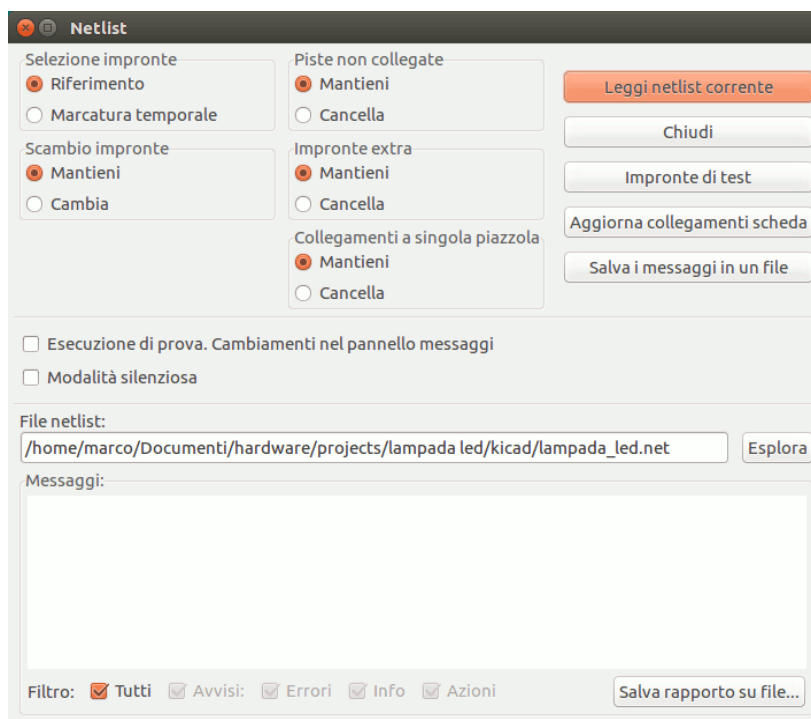 Netlist
Selezione impronte
Riferimento
Marcatura temporale
Scambio impronte
Mantieni
Cambia
Piste non collegate
Mantieni
Cancella
Impronte extra
Mantieni
Cancella
Collegamenti a singola piazzola
Mantieni
Cancella
Leggi netlist corrente
Chiudi
Impronte di test
Aggiorna collegamenti scheda
Salva i messaggi in un file
Esecuzione di prova. Cambiamenti nel pannello messaggi
Modalità silenziosa
File netlist:
/home/marco/Documenti/hardware/projects/lampada led/kicad/lampada_led.net
Esplora
Messaggi:
Filtro: Tutti Avvisi: Errori Info Azioni Salva rapporto su file...